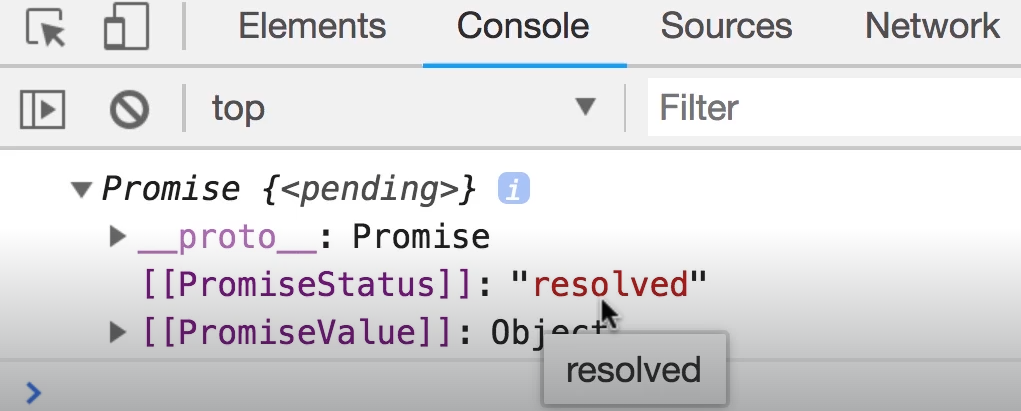 Elements Console Sources Network
top Filter
Promise {<pending>} i
__proto__: Promise
[[PromiseStatus]]: "resolved"
[[PromiseValue]]: Object
resolved